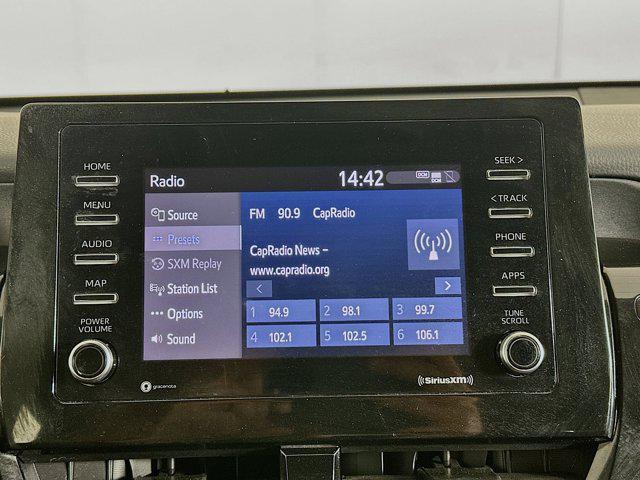 HOME
MENU
AUDIO
MAP
POWER
VOLUME
Radio 14:42 DCM DCM
Source
Presets
SXM Replay
Station List
Options
Sound
FM 90.9 CapRadio
CapRadio News –
www.capradio.org
< >
1 94.9 2 98.1 3 99.7
4 102.1 5 102.5 6 106.1
SEEK >
< TRACK
PHONE
APPS
TUNE
SCROLL
gracenote
((SiriusXM))